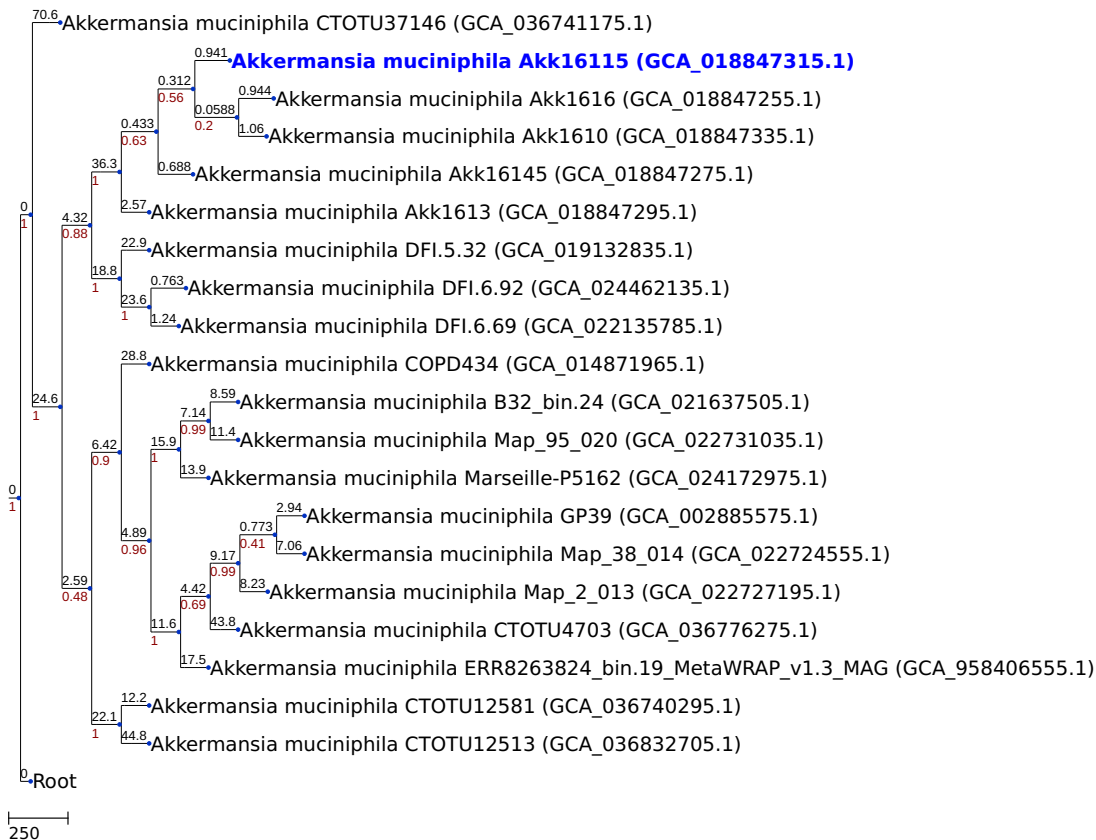 70.6 Akkermansia muciniphila CTOTU37146 (GCA_036741175.1)
0.941 Akkermansia muciniphila Akk16115 (GCA_018847315.1)
0.312
0.56
0.944 Akkermansia muciniphila Akk1616 (GCA_018847255.1)
0.0588
0.2
0.433
0.63
1.06 Akkermansia muciniphila Akk1610 (GCA_018847335.1)
36.3
1
0.688 Akkermansia muciniphila Akk16145 (GCA_018847275.1)
0
1
4.32
0.88
2.57 Akkermansia muciniphila Akk1613 (GCA_018847295.1)
22.9 Akkermansia muciniphila DFI.5.32 (GCA_019132835.1)
18.8
1
0.763 Akkermansia muciniphila DFI.6.92 (GCA_024462135.1)
23.6
1
1.24 Akkermansia muciniphila DFI.6.69 (GCA_022135785.1)
28.8 Akkermansia muciniphila COPD434 (GCA_014871965.1)
24.6
1
8.59 Akkermansia muciniphila B32_bin.24 (GCA_021637505.1)
7.14
0.99
11.4 Akkermansia muciniphila Map_95_020 (GCA_022731035.1)
6.42
0.9
15.9
1
13.9 Akkermansia muciniphila Marseille-P5162 (GCA_024172975.1)
0
1
2.94 Akkermansia muciniphila GP39 (GCA_002885575.1)
4.89
0.96
0.773
0.41
7.06 Akkermansia muciniphila Map_38_014 (GCA_022724555.1)
9.17
0.99
8.23 Akkermansia muciniphila Map_2_013 (GCA_022727195.1)
2.59
0.48
4.42
0.69
43.8 Akkermansia muciniphila CTOTU4703 (GCA_036776275.1)
11.6
1
17.5 Akkermansia muciniphila ERR8263824_bin.19_MetaWRAP_v1.3_MAG (GCA_958406555.1)
12.2 Akkermansia muciniphila CTOTU12581 (GCA_036740295.1)
22.1
1
44.8 Akkermansia muciniphila CTOTU12513 (GCA_036832705.1)
0 Root
250